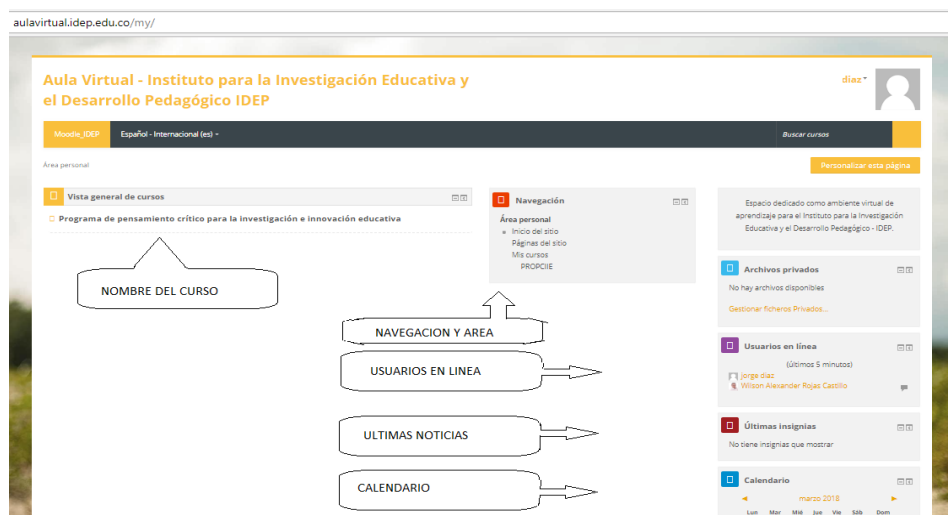 aulavirtual.idep.edu.co/my/
Aula Virtual - Instituto para la Investigación Educativa y
el Desarrollo Pedagógico IDEP
diaz
Moodle_IDEP
Español - Internacional (es)
Buscar cursos
Área personal
Personalizar esta página
Vista general de cursos
Programa de pensamiento crítico para la investigación e innovación educativa
NOMBRE DEL CURSO
Navegación
Área personal
Inicio del sitio
Páginas del sitio
Mis cursos
PROPCIIE
NAVEGACION Y AREA
USUARIOS EN LINEA
ULTIMAS NOTICIAS
CALENDARIO
Espacio dedicado como ambiente virtual de
aprendizaje para el Instituto para la Investigación
Educativa y el Desarrollo Pedagógico - IDEP.
Archivos privados
No hay archivos disponibles
Gestionar ficheros Privados...
Usuarios en línea
(últimos 5 minutos)
jorge diaz
Wilson Alexander Rojas Castillo
Últimas insignias
No tiene insignias que mostrar
Calendario
marzo 2018
Lun Mar Mié Jue Vie Sáb Dom